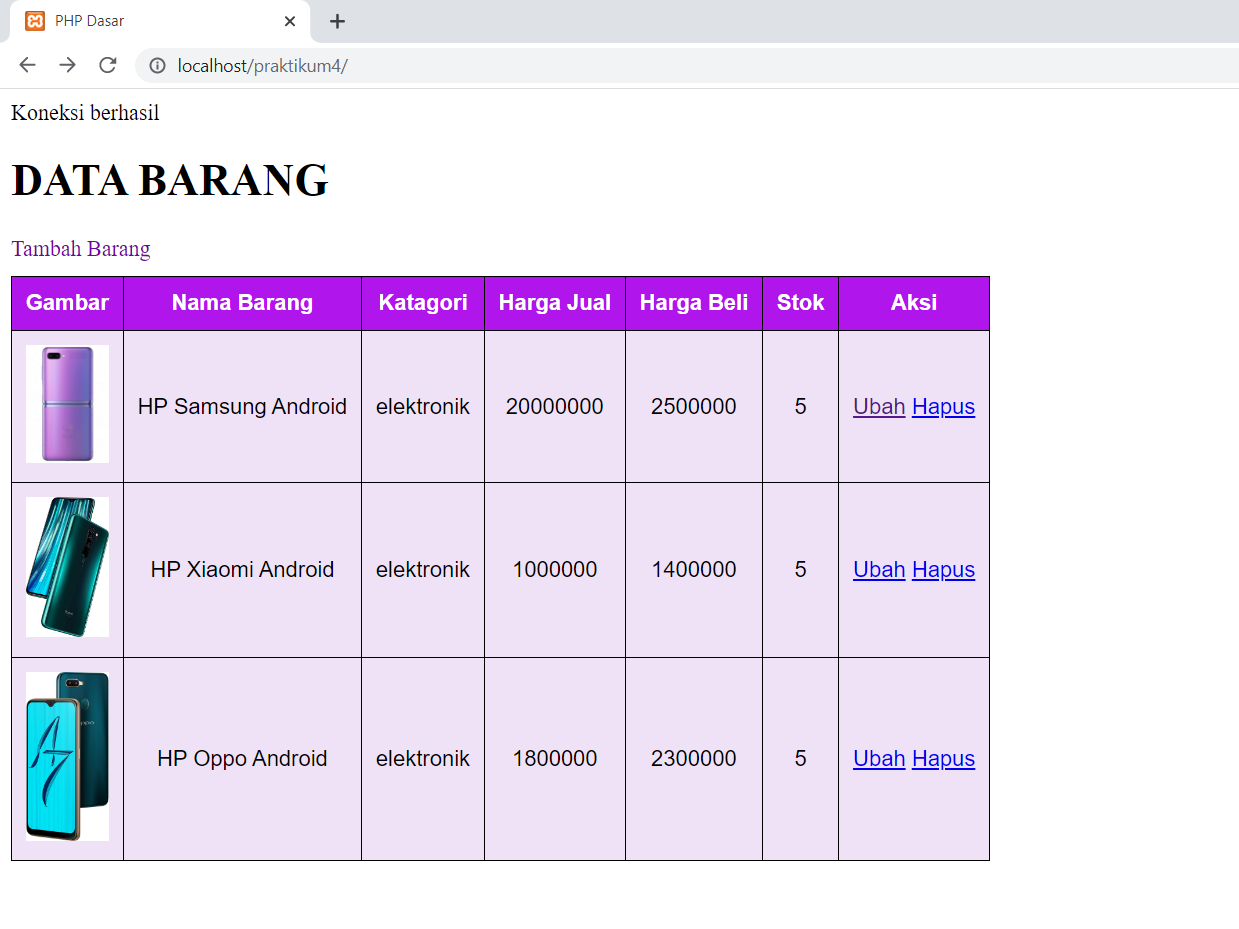 PHP Dasar
localhost/praktikum4/
Koneksi berhasil
DATA BARANG
Tambah Barang
Gambar Nama Barang Katagori Harga Jual Harga Beli Stok Aksi
HP Samsung Android elektronik 20000000 2500000 5 Ubah Hapus
HP Xiaomi Android elektronik 1000000 1400000 5 Ubah Hapus
A7 HP Oppo Android elektronik 1800000 2300000 5 Ubah Hapus